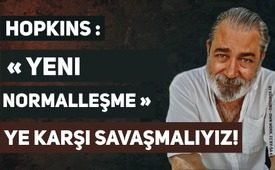 HOPKINS :
« YENİ
NORMALLEŞME »
YE KARŞI SAVAŞMALIYIZ!